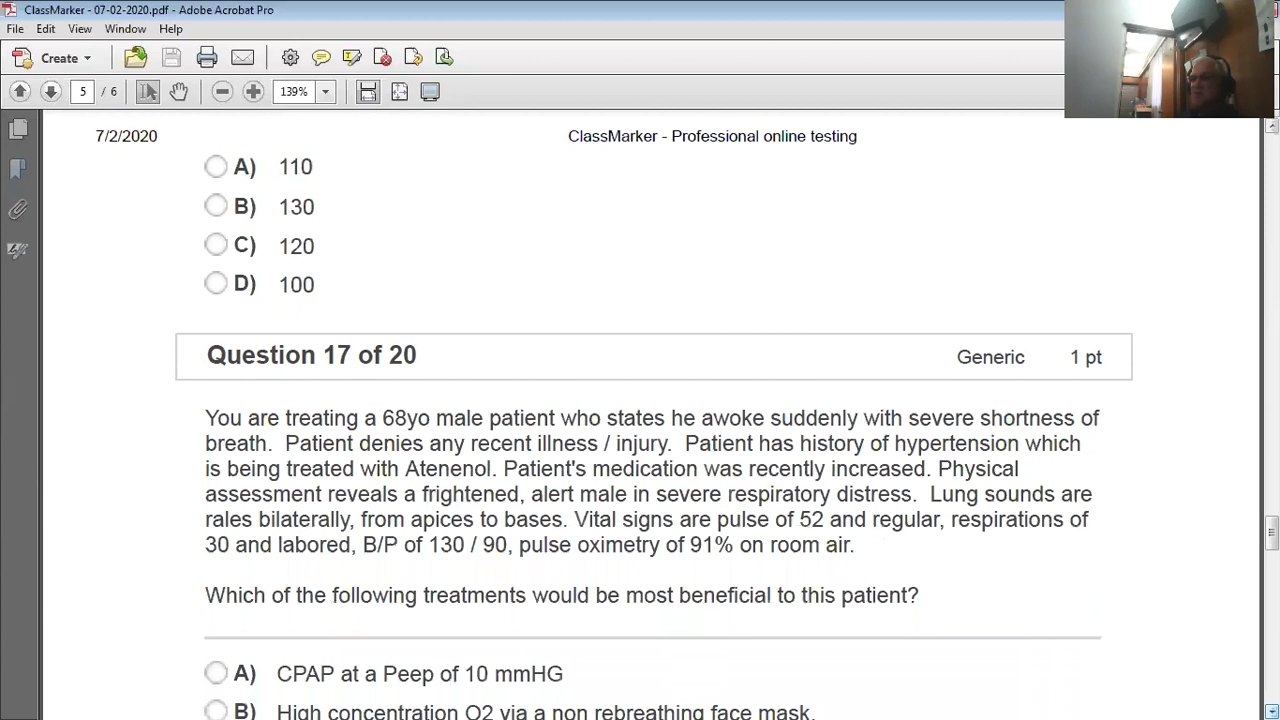 ClassMarker - 07-02-2020.pdf - Adobe Acrobat Pro
File Edit View Window Help
Create
5 / 6 139%
7/2/2020 ClassMarker - Professional online testing
A) 110
B) 130
C) 120
D) 100
Question 17 of 20 Generic 1 pt
You are treating a 68yo male patient who states he awoke suddenly with severe shortness of
breath.  Patient denies any recent illness / injury.  Patient has history of hypertension which
is being treated with Atenenol. Patient's medication was recently increased. Physical
assessment reveals a frightened, alert male in severe respiratory distress.  Lung sounds are
rales bilaterally, from apices to bases. Vital signs are pulse of 52 and regular, respirations of
30 and labored, B/P of 130 / 90, pulse oximetry of 91% on room air.
Which of the following treatments would be most beneficial to this patient?
A) CPAP at a Peep of 10 mmHG
B) High concentration O2 via a non rebreathing face mask.